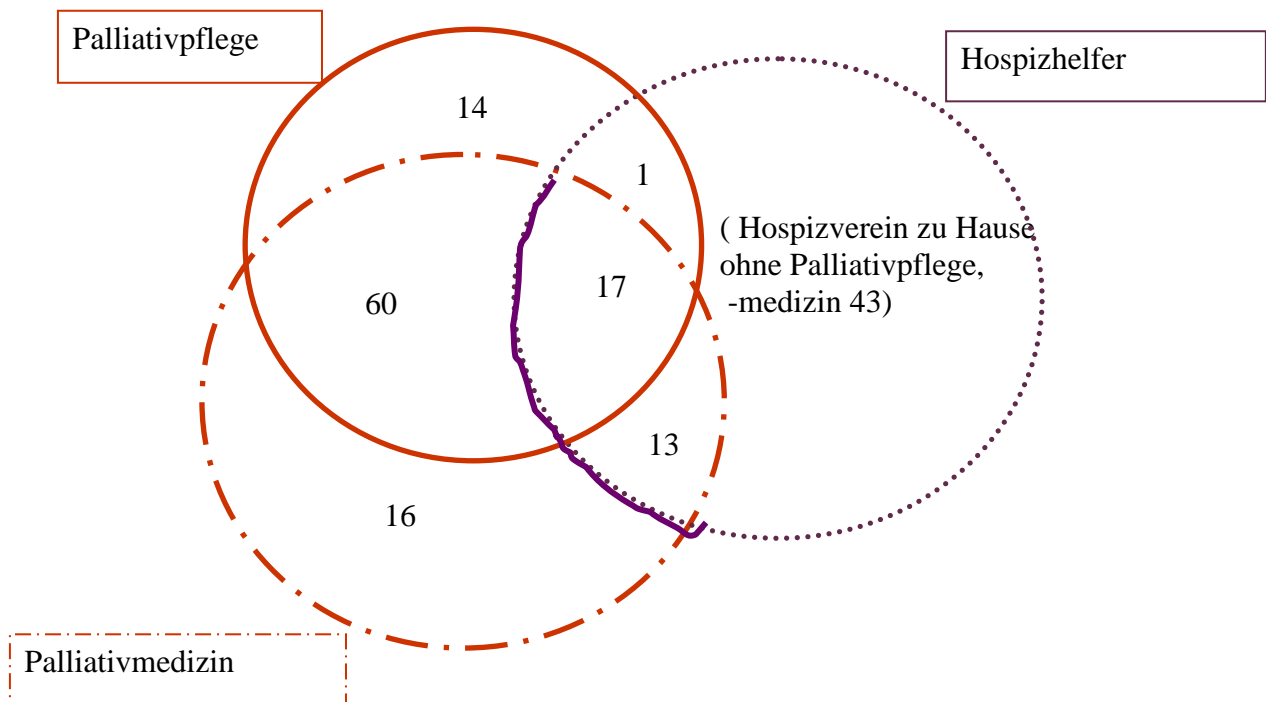 Palliativpflege
Hospizhelfer
14
1
( Hospizverein zu Hause
ohne Palliativpflege,
-medizin 43)
17
60
13
16
Palliativmedizin